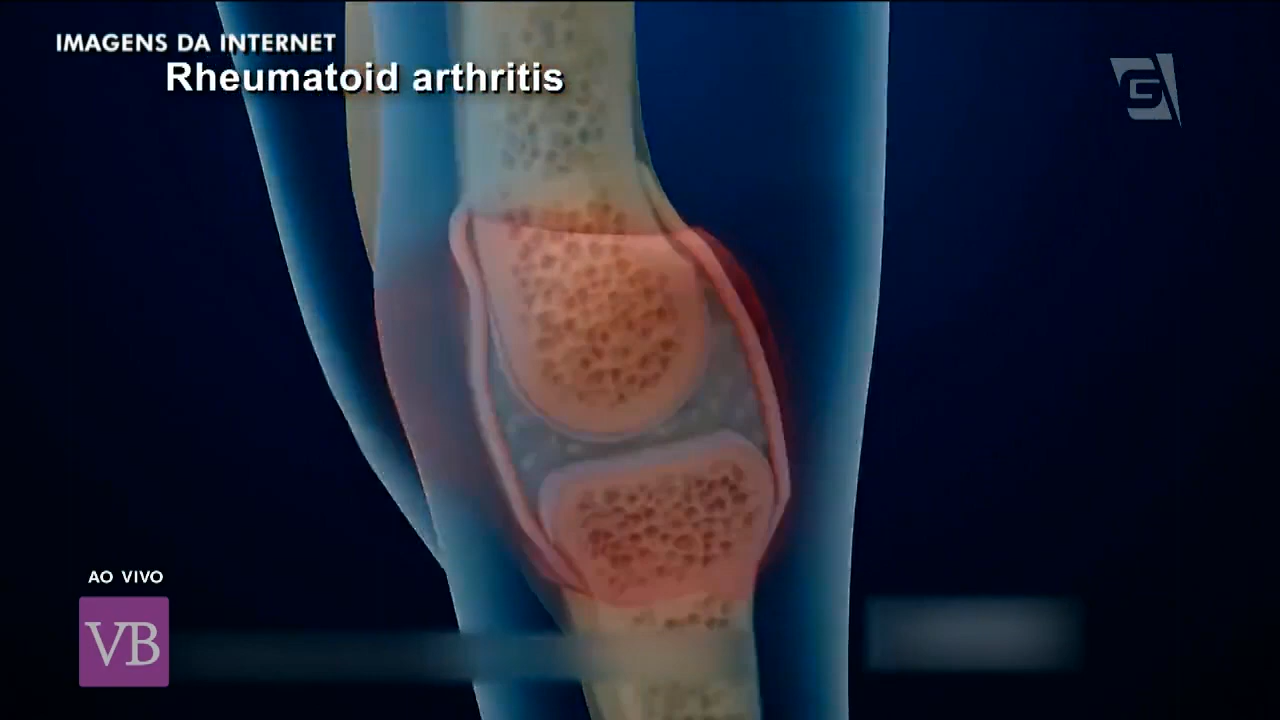 IMAGENS DA INTERNET
Rheumatoid arthritis
G
AO VIVO
VB